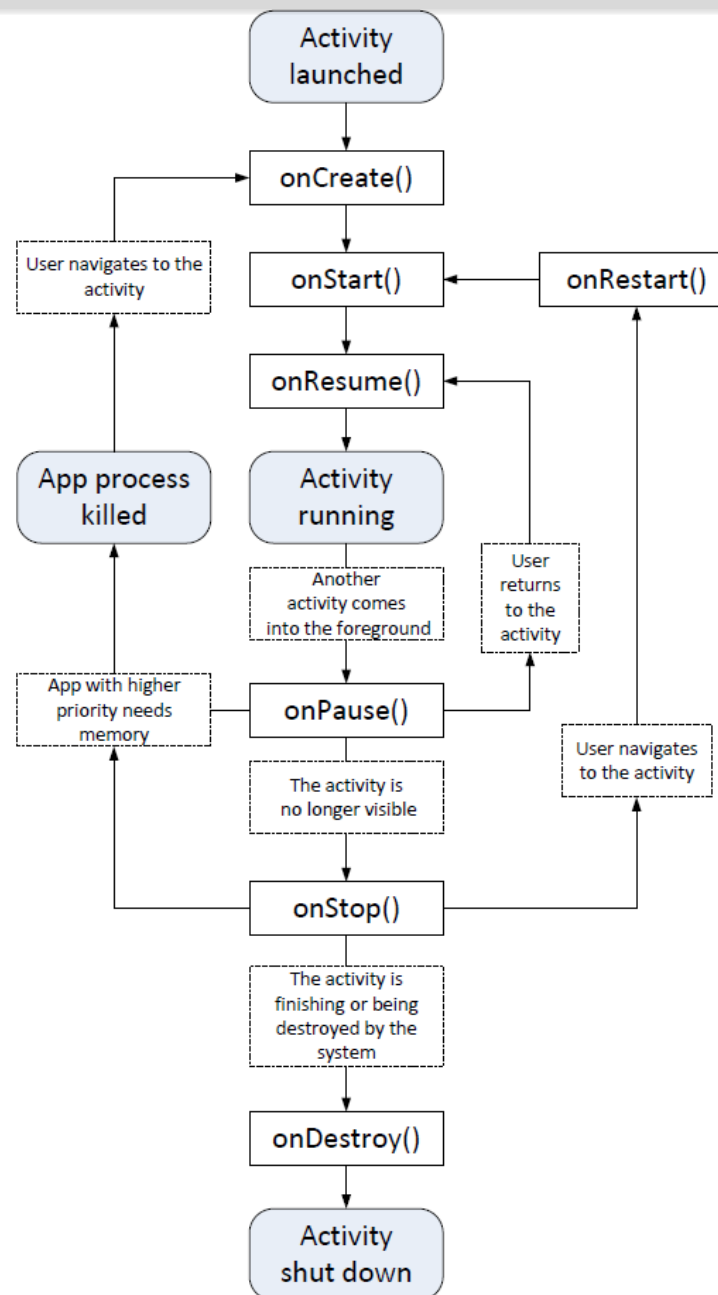 Activity
launched
onCreate()
User navigates to the
activity
onStart()
onRestart()
onResume()
App process
killed
Activity
running
Another
activity comes
into the foreground
User
returns
to the
activity
App with higher
priority needs
memory
onPause()
User navigates
to the activity
The activity is
no longer visible
onStop()
The activity is
finishing or being
destroyed by the
system
onDestroy()
Activity
shut down